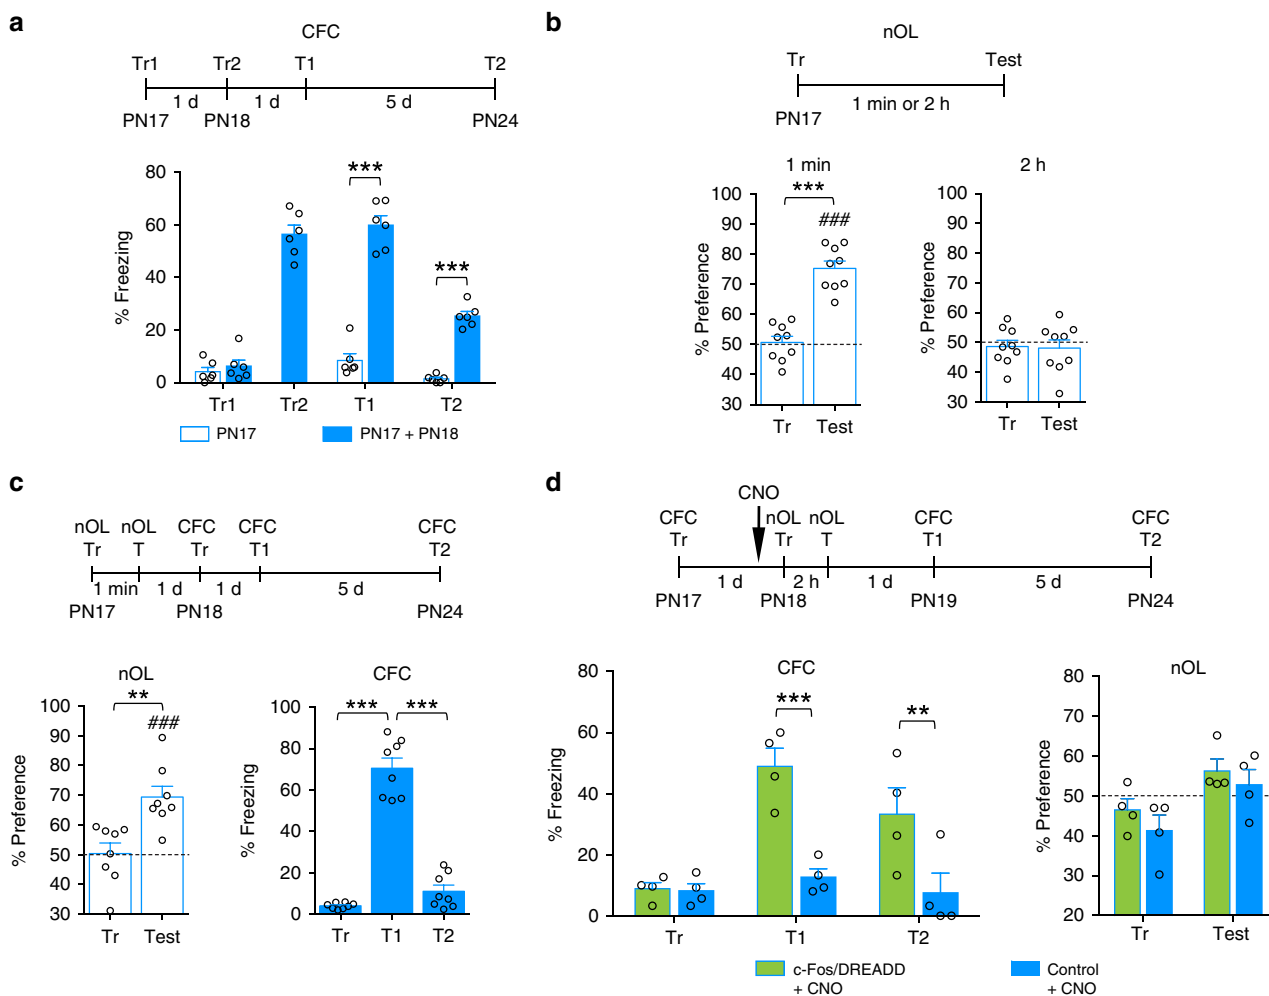 a
CFC
Tr1 Tr2 T1 T2
1 d 1 d 5 d
PN17 PN18 PN24
% Freezing
80
60
40
20
0
***
***
Tr1 Tr2 T1 T2
PN17 PN17 + PN18
b
nOL
Tr Test
1 min or 2 h
PN17
1 min
% Preference
100
90
80
70
60
50
40
30
***
###
Tr Test
2 h
% Preference
100
90
80
70
60
50
40
30
Tr Test
c
nOL nOL CFC CFC CFC
Tr T Tr T1 T2
1 min 1 d 1 d 5 d
PN17 PN18 PN24
nOL
% Preference
100
90
80
70
60
50
40
30
**
###
Tr Test
CFC
% Freezing
100
80
60
40
20
0
*** ***
Tr T1 T2
d
CNO
CFC nOL nOL CFC CFC
Tr Tr T T1 T2
1 d 2 h 1 d 5 d
PN17 PN18 PN19 PN24
CFC
% Freezing
80
60
40
20
0
***
**
Tr T1 T2
nOL
% Preference
80
70
60
50
40
30
20
Tr Test
c-Fos/DREADD Control
+ CNO + CNO